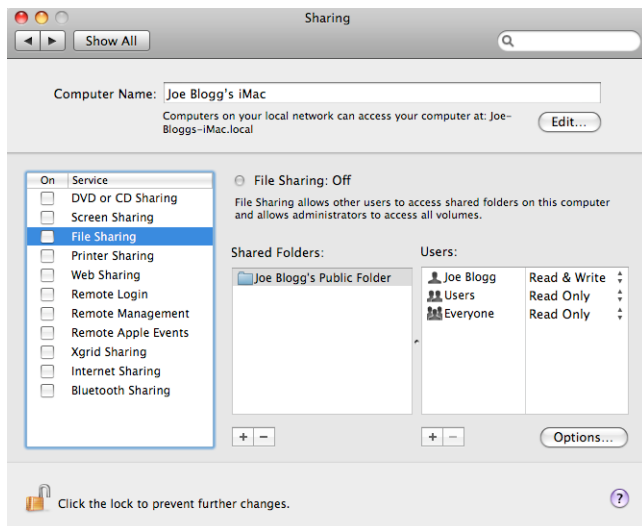 Sharing
Show All
Computer Name: Joe Blogg's iMac
Computers on your local network can access your computer at: Joe-
Bloggs-iMac.local
Edit...
On Service
DVD or CD Sharing
Screen Sharing
File Sharing
Printer Sharing
Web Sharing
Remote Login
Remote Management
Remote Apple Events
Xgrid Sharing
Internet Sharing
Bluetooth Sharing
File Sharing: Off
File Sharing allows other users to access shared folders on this computer
and allows administrators to access all volumes.
Shared Folders:
Joe Blogg's Public Folder
Users:
Joe Blogg Read & Write
Users Read Only
Everyone Read Only
+ −
+ −
Options...
Click the lock to prevent further changes.
?